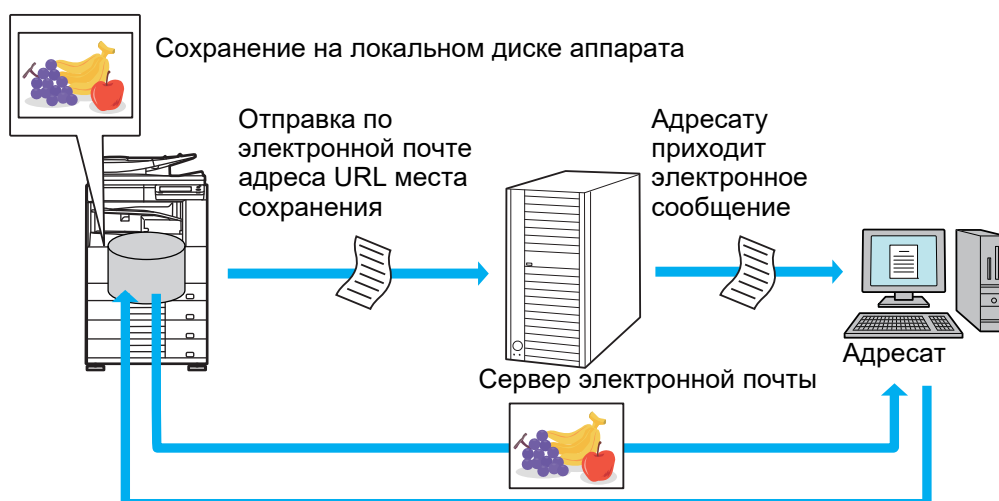 Сохранение на локальном диске аппарата
Отправка по
электронной почте
адреса URL места
сохранения
Адресату
приходит
электронное
сообщение
Адресат
Сервер электронной почты